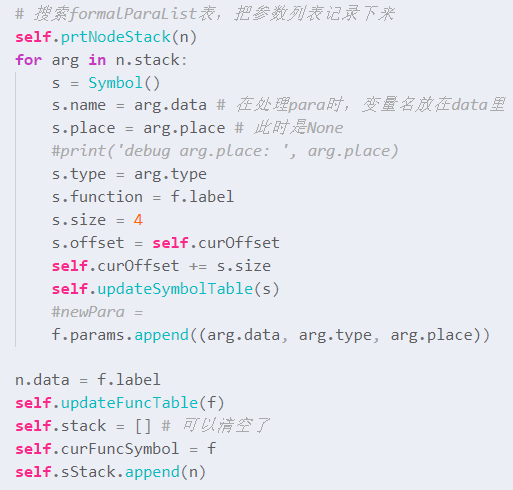 # 搜索formalParaList表，把参数列表记录下来
self.prtNodeStack(n)
for arg in n.stack:
    s = Symbol()
    s.name = arg.data # 在处理para时，变量名放在data里
    s.place = arg.place # 此时是None
    #print('debug arg.place: ', arg.place)
    s.type = arg.type
    s.function = f.label
    s.size = 4
    s.offset = self.curOffset
    self.curOffset += s.size
    self.updateSymbolTable(s)
    #newPara =
    f.params.append((arg.data, arg.type, arg.place))

n.data = f.label
self.updateFuncTable(f)
self.stack = [] # 可以清空了
self.curFuncSymbol = f
self.sStack.append(n)